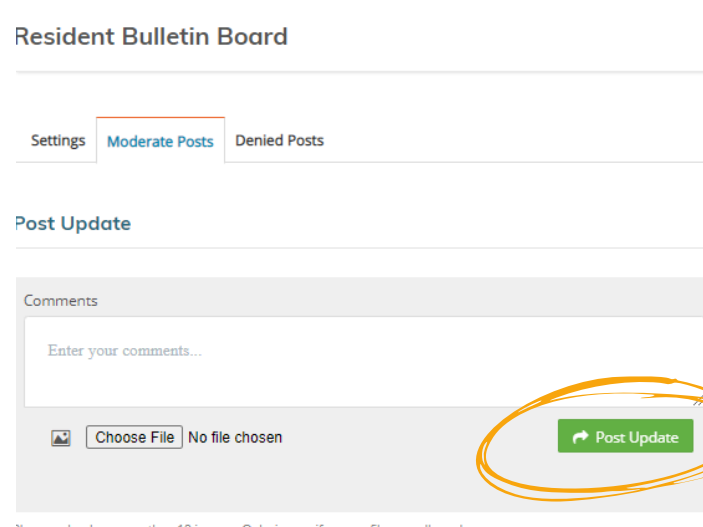 Resident Bulletin Board
Settings Moderate Posts Denied Posts
Post Update
Comments
Enter your comments...
Choose File No file chosen Post Update